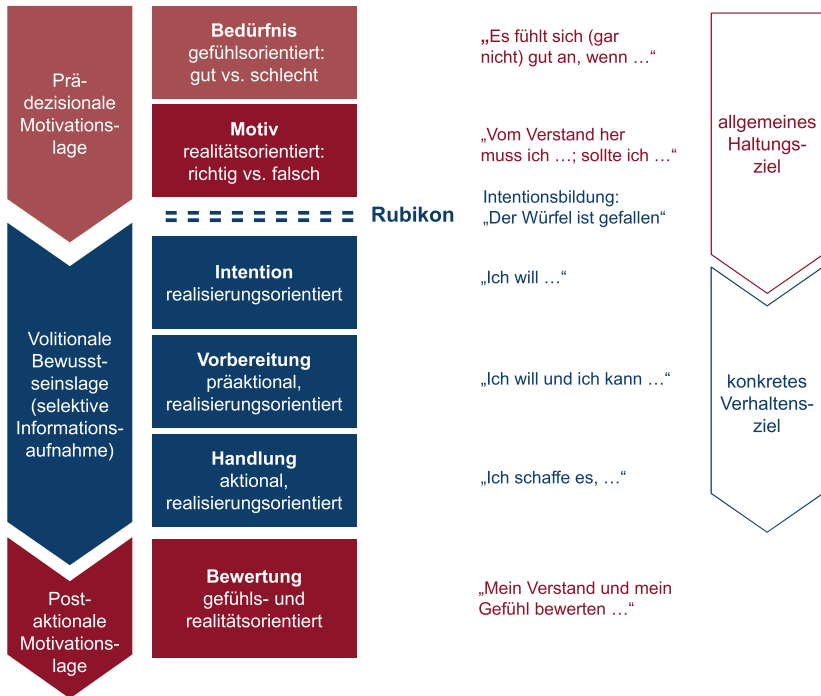 Prä-
dezisionale
Motivations-
lage
Bedürfnis
gefühlsorientiert:
gut vs. schlecht
„Es fühlt sich (gar
nicht) gut an, wenn …“
Motiv
realitätsorientiert:
richtig vs. falsch
„Vom Verstand her
muss ich …; sollte ich …“
allgemeines
Haltungs-
ziel
Rubikon
Intentionsbildung:
„Der Würfel ist gefallen“
Volitionale
Bewusst-
seinslage
(selektive
Informations-
aufnahme)
Intention
realisierungsorientiert
„Ich will …“
Vorbereitung
präaktional,
realisierungsorientiert
„Ich will und ich kann …“
konkretes
Verhaltens-
ziel
Handlung
aktional,
realisierungsorientiert
„Ich schaffe es, …“
Post-
aktionale
Motivations-
lage
Bewertung
gefühls- und
realitätsorientiert
„Mein Verstand und mein
Gefühl bewerten …“